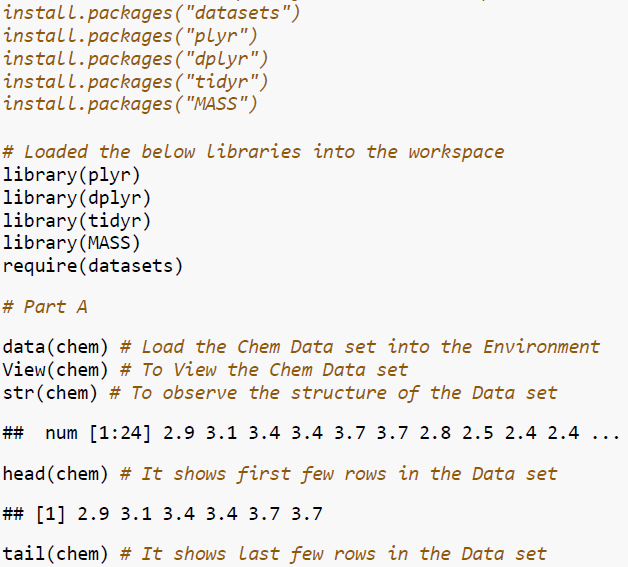 install.packages("datasets")
install.packages("plyr")
install.packages("dplyr")
install.packages("tidyr")
install.packages("MASS")
# Loaded the below libraries into the workspace
library(plyr)
library(dplyr)
library(tidyr)
library(MASS)
require(datasets)
# Part A
data(chem) # Load the Chem Data set into the Environment
View(chem) # To View the Chem Data set
str(chem) # To observe the structure of the Data set
##  num [1:24] 2.9 3.1 3.4 3.4 3.7 3.7 2.8 2.5 2.4 2.4 ...
head(chem) # It shows first few rows in the Data set
## [1] 2.9 3.1 3.4 3.4 3.7 3.7
tail(chem) # It shows last few rows in the Data set